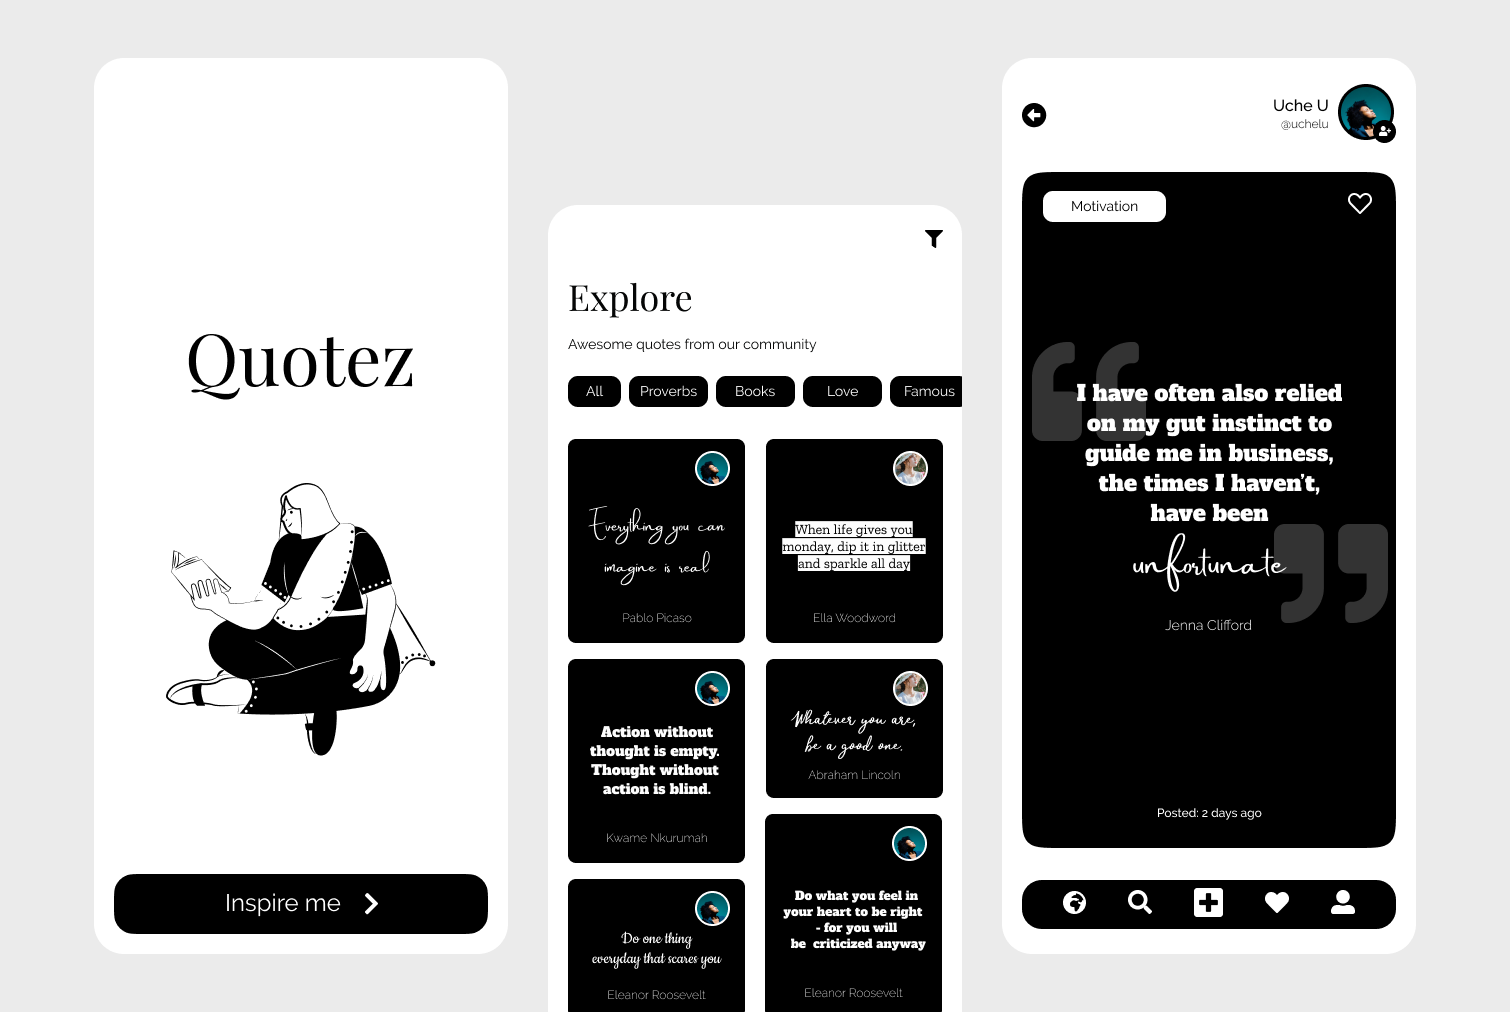 Quotez
Inspire me
Explore
Awesome quotes from our community
All
Proverbs
Books
Love
Famous
Everything you can
imagine is real
Pablo Picaso
When life gives you
monday, dip it in glitter
and sparkle all day
Ella Woodword
Action without
thought is empty.
Thought without
action is blind.
Kwame Nkurumah
Whatever you are,
be a good one.
Abraham Lincoln
Do one thing
everyday that scares you
Eleanor Roosevelt
Do what you feel in
your heart to be right
- for you will
be criticized anyway
Eleanor Roosevelt
Uche U
@uchelu
Motivation
I have often also relied
on my gut instinct to
guide me in business,
the times I haven't,
have been
unfortunate
Jenna Clifford
Posted: 2 days ago